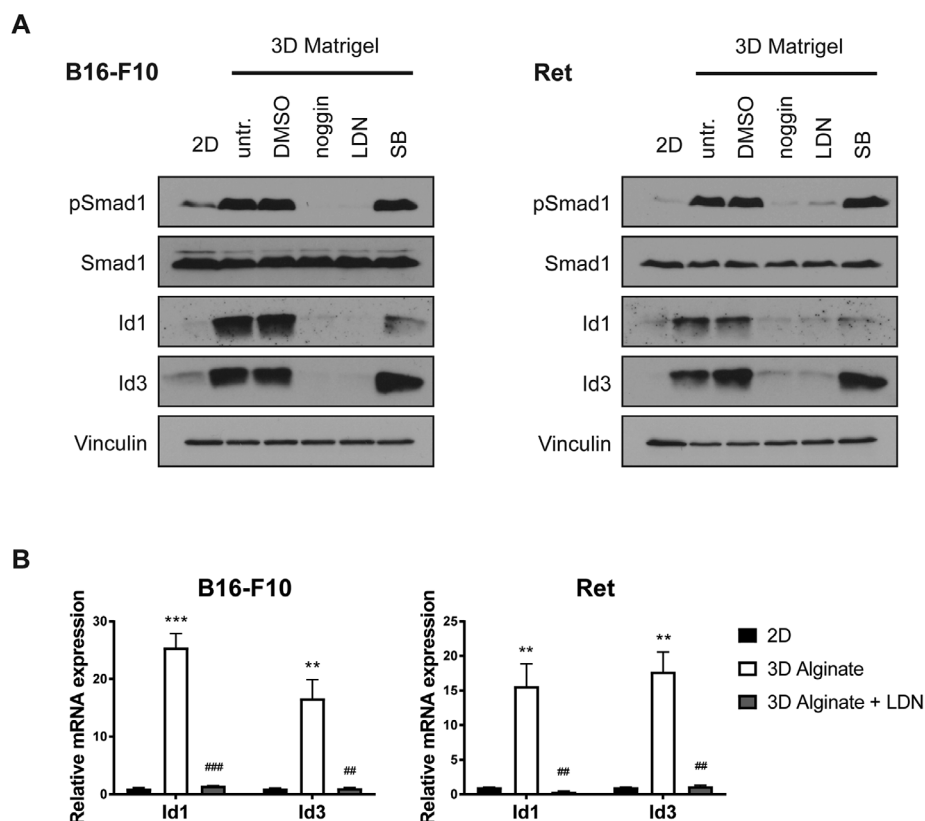 A
3D Matrigel
B16-F10
2D
untr.
DMSO
noggin
LDN
SB
pSmad1
Smad1
Id1
Id3
Vinculin
3D Matrigel
Ret
2D
untr.
DMSO
noggin
LDN
SB
pSmad1
Smad1
Id1
Id3
Vinculin
B
B16-F10
Relative mRNA expression
30
20
10
0
***
###
**
##
Id1
Id3
Ret
Relative mRNA expression
25
20
15
10
5
0
**
##
**
##
Id1
Id3
2D
3D Alginate
3D Alginate + LDN